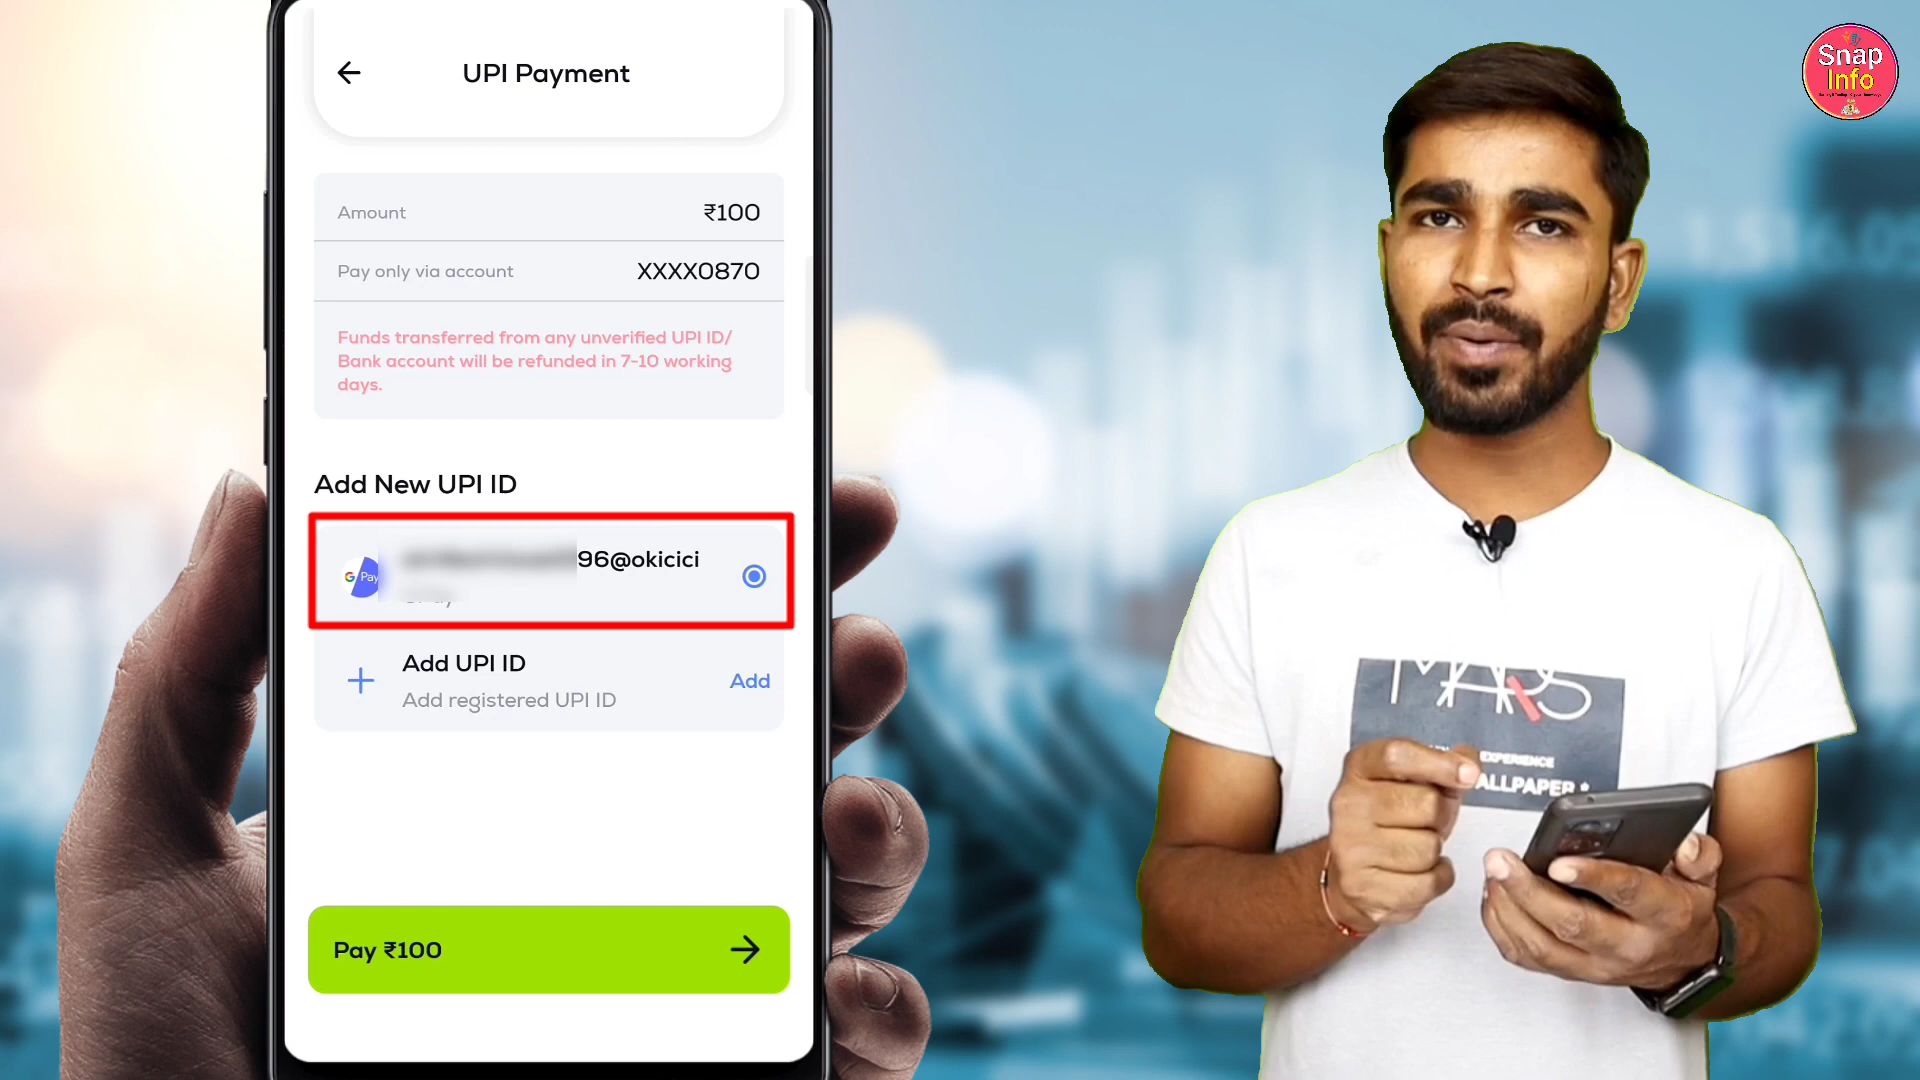 UPI Payment
Amount
₹100
Pay only via account
XXXX0870
Funds transferred from any unverified UPI ID/
Bank account will be refunded in 7-10 working
days.
Add New UPI ID
G Pay
96@okicici
Add UPI ID
Add registered UPI ID
Add
Pay ₹100
Snap
Info
MARS
EXPERIENCE